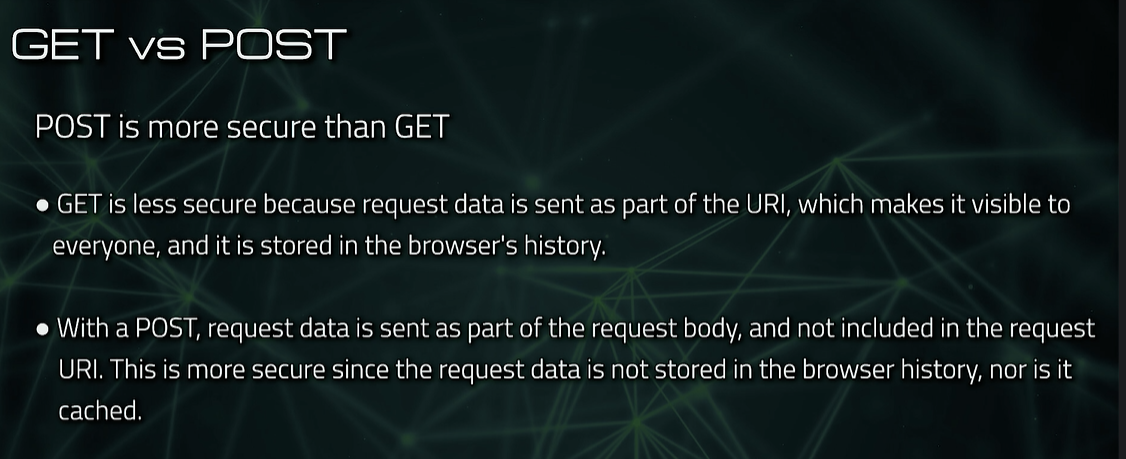 GET vs POST
POST is more secure than GET
● GET is less secure because request data is sent as part of the URI, which makes it visible to
everyone, and it is stored in the browser's history.
● With a POST, request data is sent as part of the request body, and not included in the request
URI. This is more secure since the request data is not stored in the browser history, nor is it
cached.